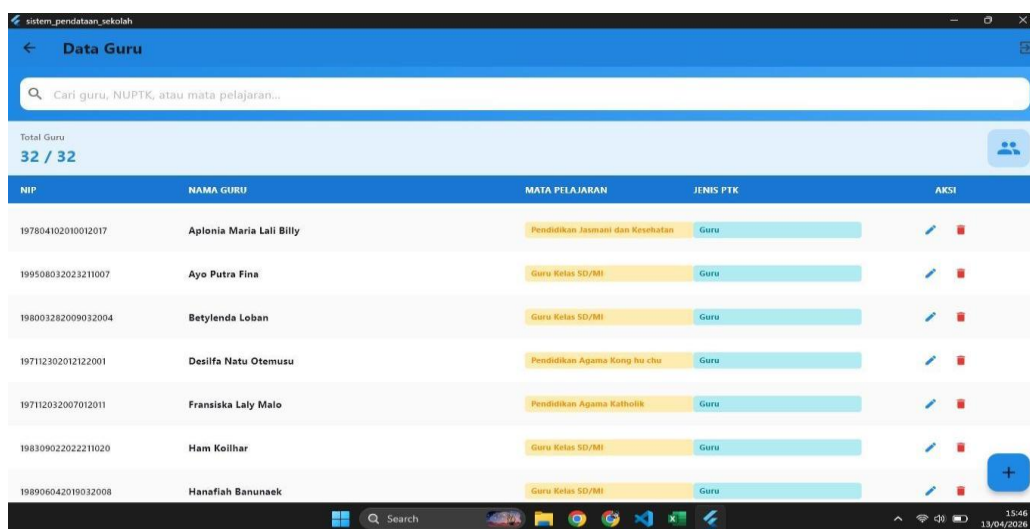 sistem_pendataan_sekolah
Data Guru
Cari guru, NUPTK, atau mata pelajaran...
Total Guru
32 / 32
NIP NAMA GURU MATA PELAJARAN JENIS PTK AKSI
197804102010012017 Aplonia Maria Lali Billy Pendidikan Jasmani dan Kesehatan Guru
199508032023211007 Ayo Putra Fina Guru Kelas SD/MI Guru
198003282009032004 Betylenda Loban Guru Kelas SD/MI Guru
197112302012122001 Desilfa Natu Otemusu Pendidikan Agama Kong hu chu Guru
197112032007012011 Fransiska Laly Malo Pendidikan Agama Katholik Guru
198309022022211020 Ham Koilhar Guru Kelas SD/MI Guru
198906042019032008 Hanafiah Banunaek Guru Kelas SD/MI Guru
Search
15:46
13/04/2026